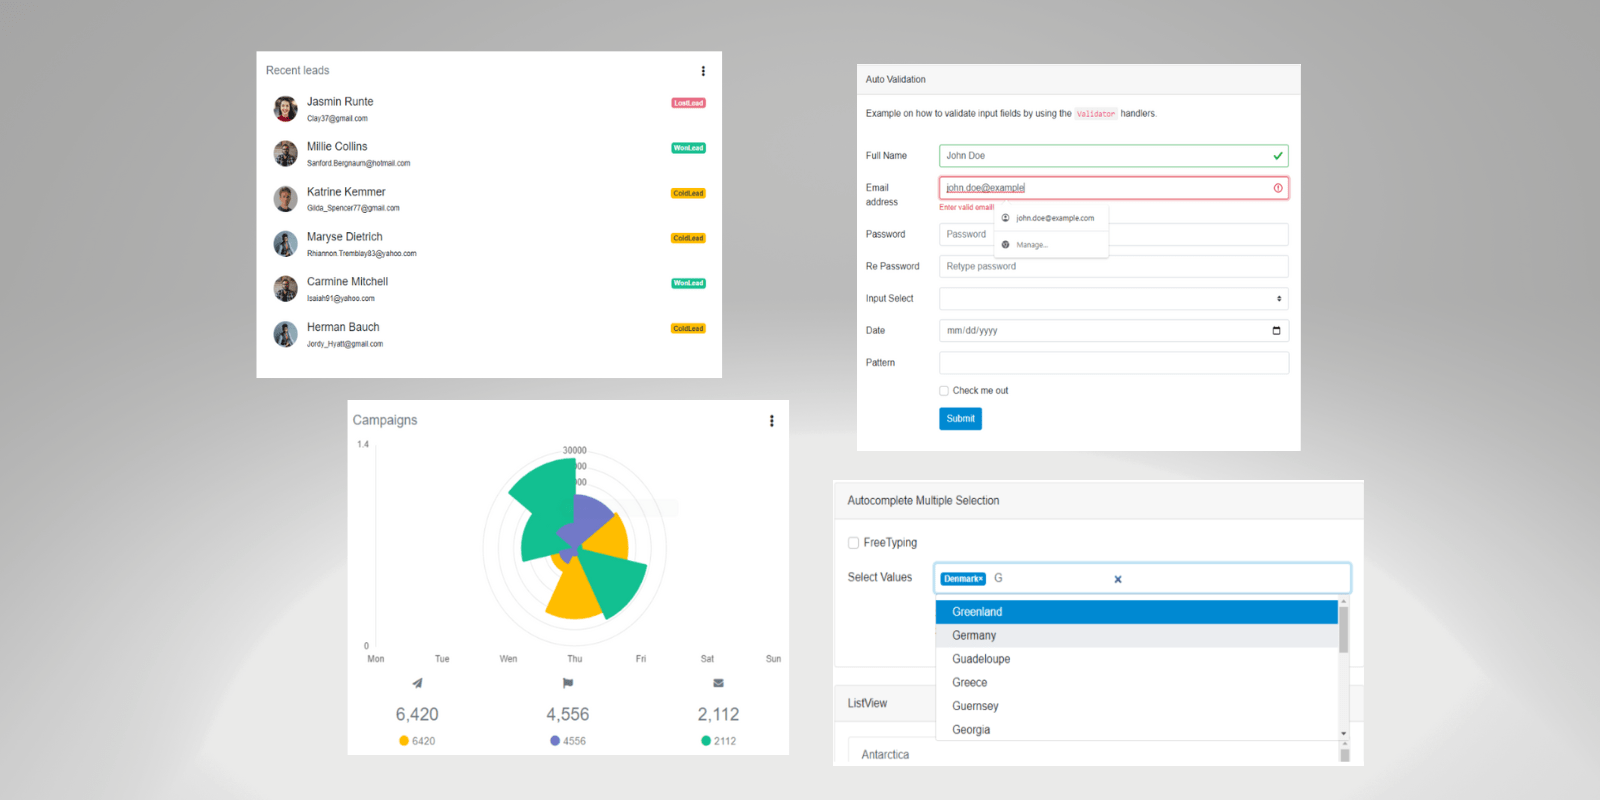 Recent leads
Jasmin Runte
LostLead
Clay37@gmail.com
Millie Collins
WonLead
Sanford.Bergnaum@hotmail.com
Katrine Kemmer
ColdLead
Gilda_Spencer77@gmail.com
Maryse Dietrich
ColdLead
Rhiannon.Tremblay83@yahoo.com
Carmine Mitchell
WonLead
Isaiah91@yahoo.com
Herman Bauch
ColdLead
Jordy_Hyatt@gmail.com
Auto Validation
Example on how to validate input fields by using the Validator handlers.
Full Name
John Doe
Email address
john.doe@example
Enter valid email!
john.doe@example.com
Manage...
Password
Password
Re Password
Retype password
Input Select
Date
mm/dd/yyyy
Pattern
Check me out
Submit
Campaigns
1.4
30000
000
000
0
Mon Tue Wen Thu Fri Sat Sun
6,420 4,556 2,112
6420 4556 2112
Autocomplete Multiple Selection
FreeTyping
Select Values
Denmark× G
Greenland
Germany
Guadeloupe
Greece
Guernsey
Georgia
ListView
Antarctica